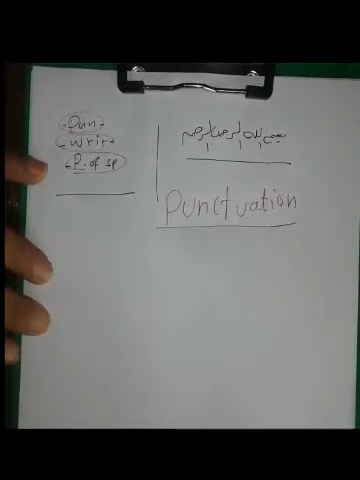 Pun
writ
P. of sp
بسم الله الرحمن الرحيم
Punctuation